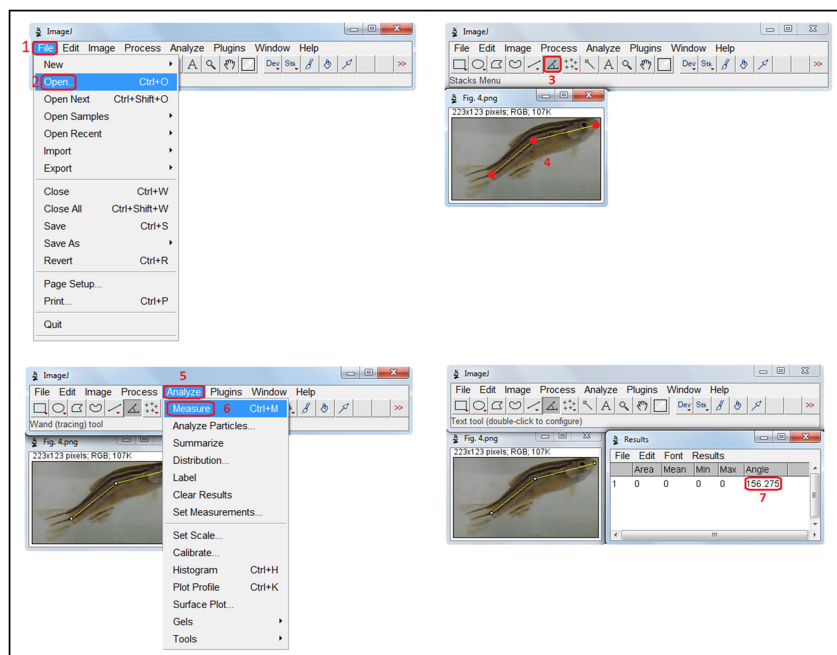 ImageJ
1 File Edit Image Process Analyze Plugins Window Help
New
A Dev Stk >>
2 Open Ctrl+O
Open Next Ctrl+Shift+O
Open Samples
Open Recent
Import
Export
Close Ctrl+W
Close All Ctrl+Shift+W
Save Ctrl+S
Save As
Revert Ctrl+R
Page Setup...
Print... Ctrl+P
Quit
ImageJ
File Edit Image Process Analyze Plugins Window Help
A Dev Stk >>
Stacks Menu
3
Fig. 4.png
223x123 pixels; RGB; 107K
4
5
ImageJ
File Edit Image Process Analyze Plugins Window Help
>>
Wand (tracing) tool
Fig. 4.png
223x123 pixels; RGB; 107K
Measure 6 Ctrl+M
Analyze Particles...
Summarize
Distribution...
Label
Clear Results
Set Measurements...
Set Scale...
Calibrate...
Histogram Ctrl+H
Plot Profile Ctrl+K
Surface Plot...
Gels
Tools
ImageJ
File Edit Image Process Analyze Plugins Window Help
A Dev Stk >>
Text tool (double-click to configure)
Fig. 4.png
223x123 pixels; RGB; 107K
Results
File Edit Font Results
Area Mean Min Max Angle
1 0 0 0 0 156.275
7